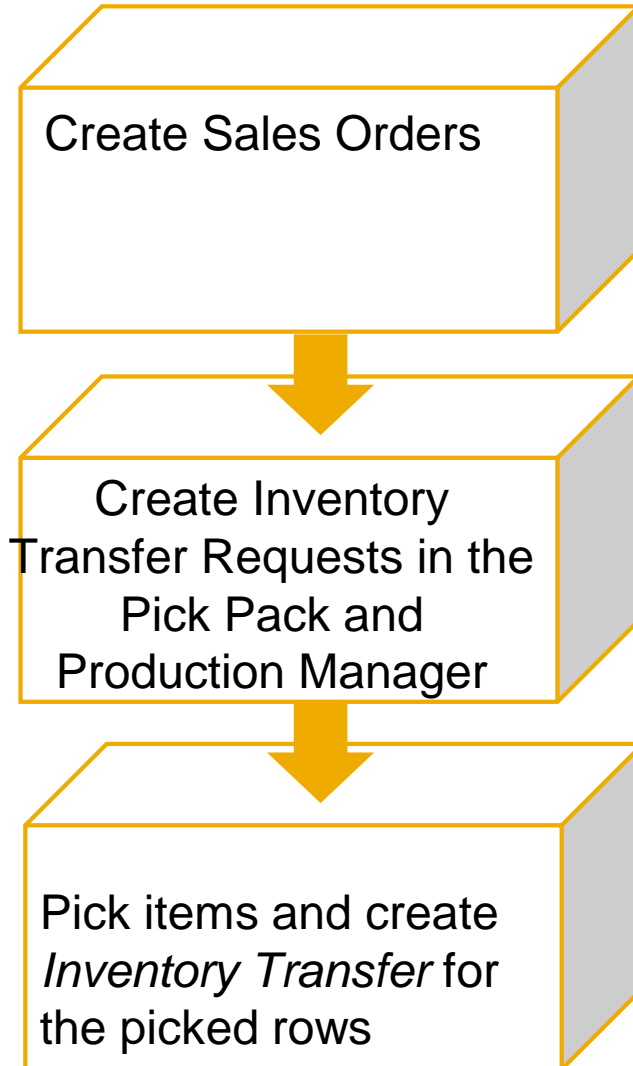 Create Sales Orders
Create Inventory
Transfer Requests in the
Pick Pack and
Production Manager
Pick items and create
Inventory Transfer for
the picked rows